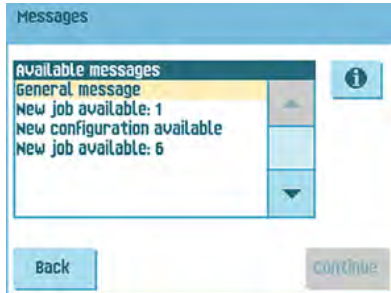 Messages
Available messages
General message
New job available: 1
New configuration available
New job available: 6
Back
continue